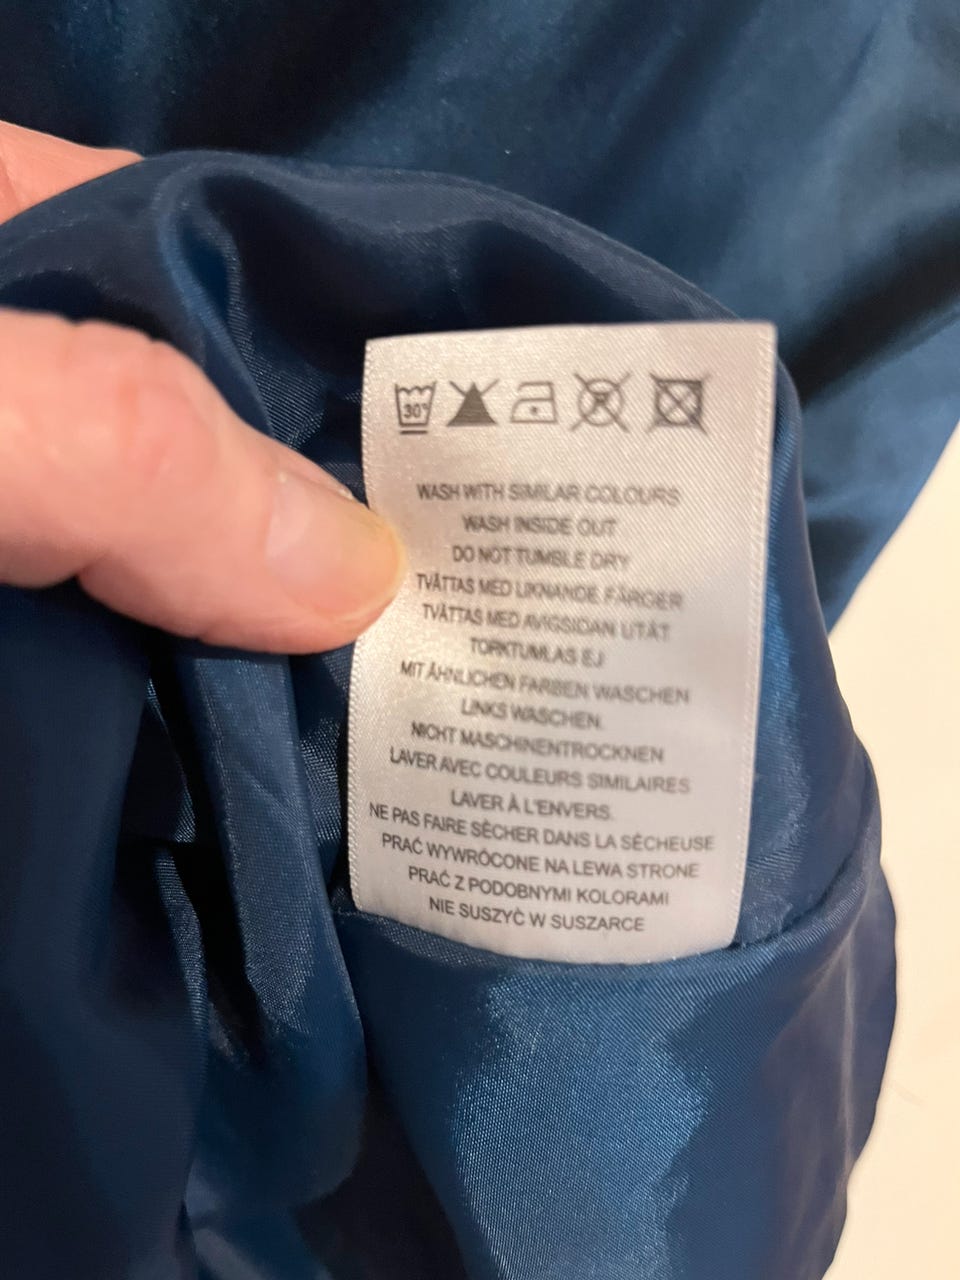 30°
WASH WITH SIMILAR COLOURS
WASH INSIDE OUT
DO NOT TUMBLE DRY
TVÄTTAS MED LIKNANDE FÄRGER
TVÄTTAS MED AVIGSIDAN UTÅT
TORKTUMLAS EJ
MIT ÄHNLICHEN FARBEN WASCHEN
LINKS WASCHEN.
NICHT MASCHINENTROCKNEN
LAVER AVEC COULEURS SIMILAIRES
LAVER À L'ENVERS.
NE PAS FAIRE SÈCHER DANS LA SÉCHEUSE
PRAĆ WYWRÓCONE NA LEWA STRONE
PRAĆ Z PODOBNYMI KOLORAMI
NIE SUSZYĆ W SUSZARCE